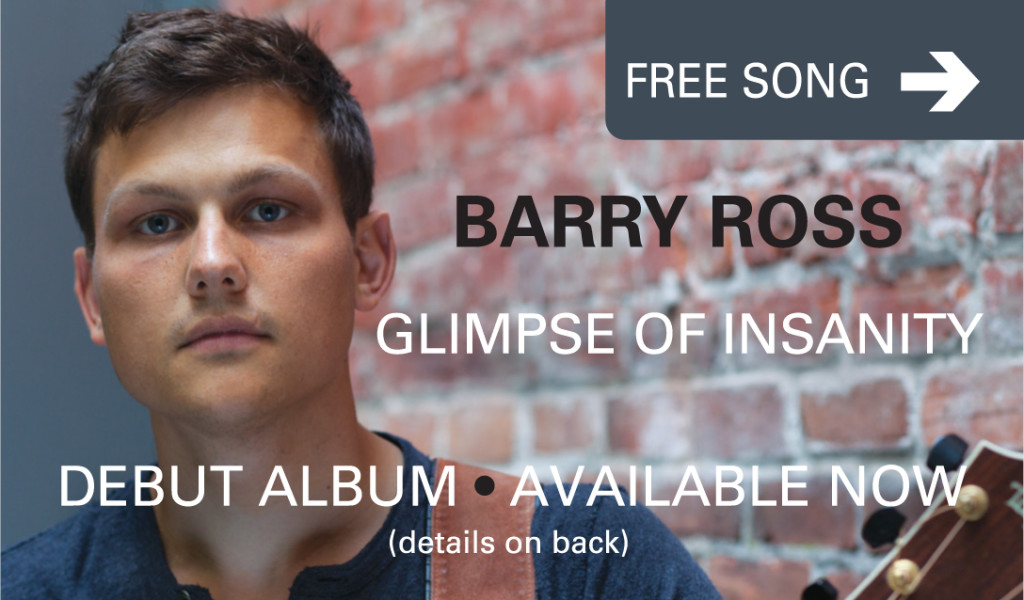 FREE SONG
BARRY ROSS
GLIMPSE OF INSANITY
DEBUT ALBUM • AVAILABLE NOW
(details on back)